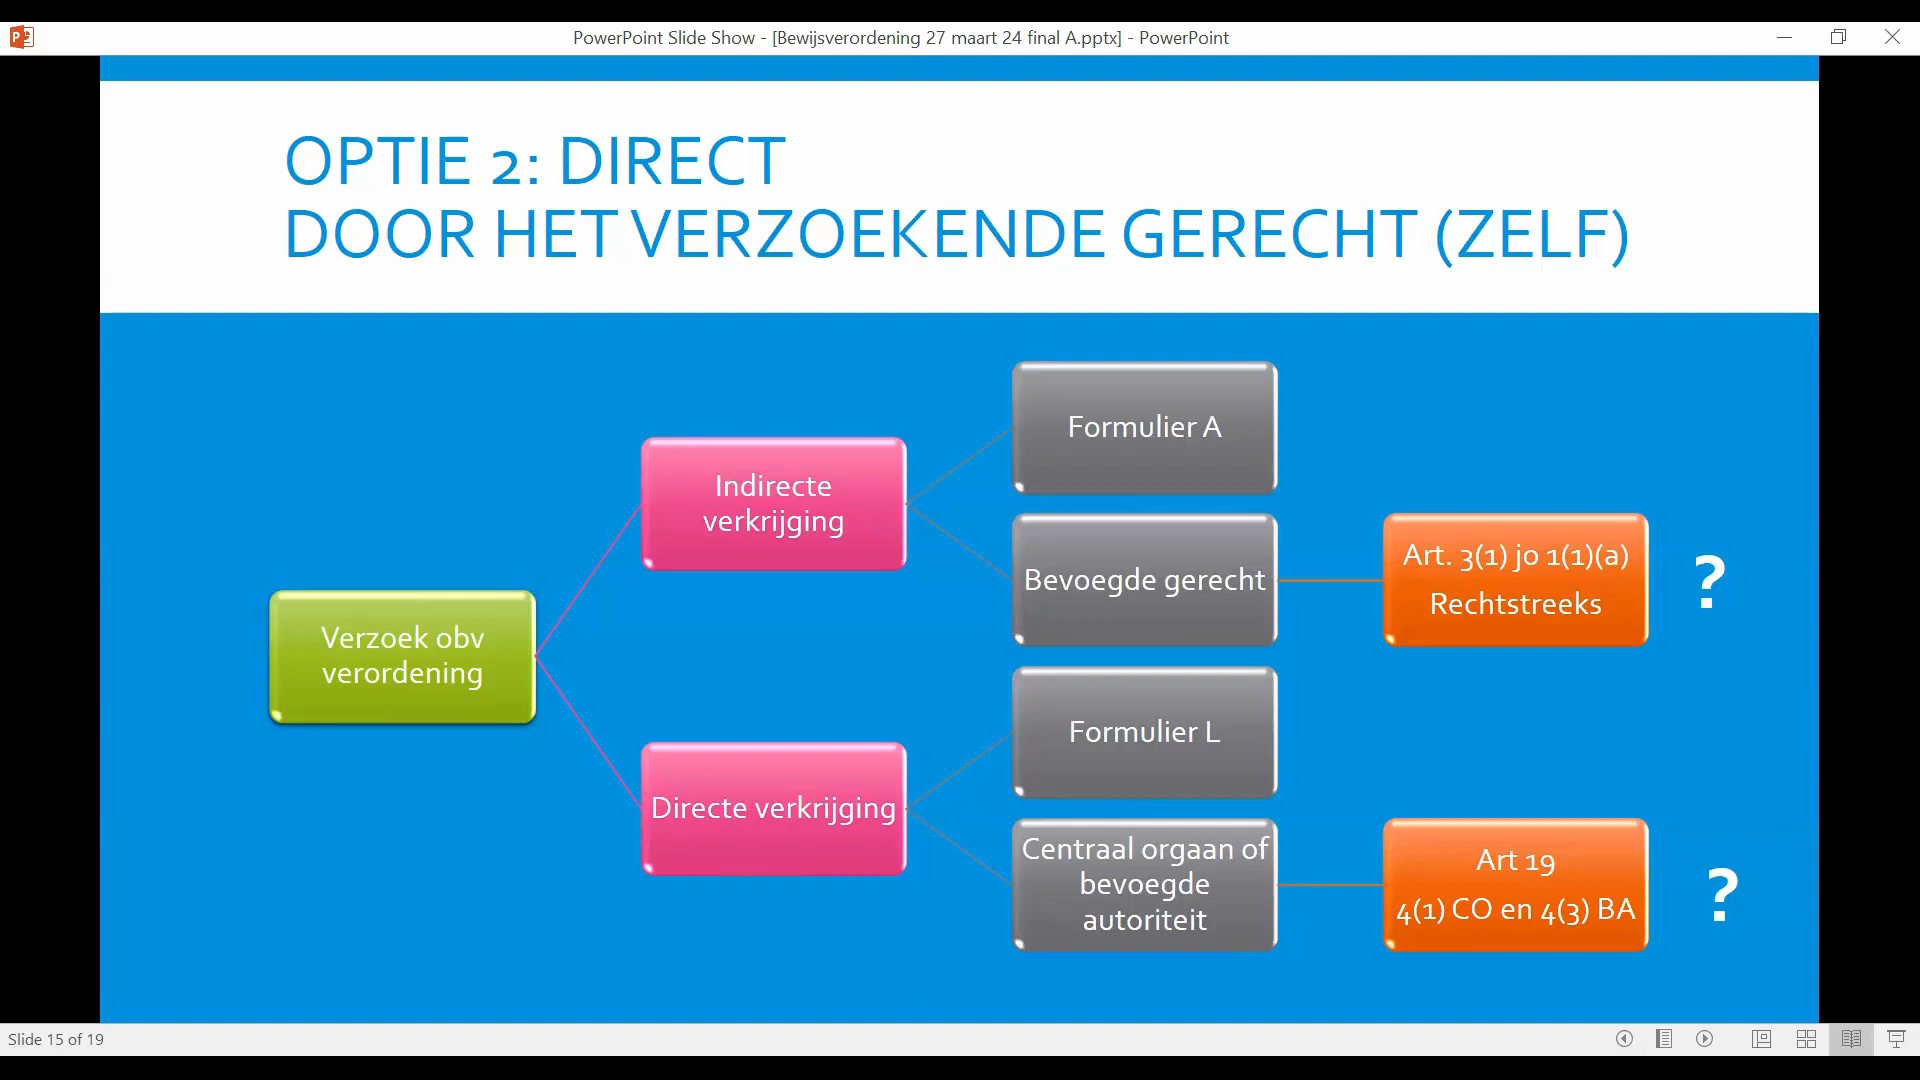 PowerPoint Slide Show - [Bewijsverordening 27 maart 24 final A.pptx] - PowerPoint
OPTIE 2: DIRECT
DOOR HET VERZOEKENDE GERECHT (ZELF)
Verzoek obv
verordening
Indirecte
verkrijging
Formulier A
Bevoegde gerecht
Art. 3(1) jo 1(1)(a)
Rechtstreeks
?
Directe verkrijging
Formulier L
Centraal orgaan of
bevoegde
autoriteit
Art 19
4(1) CO en 4(3) BA
?
Slide 15 of 19